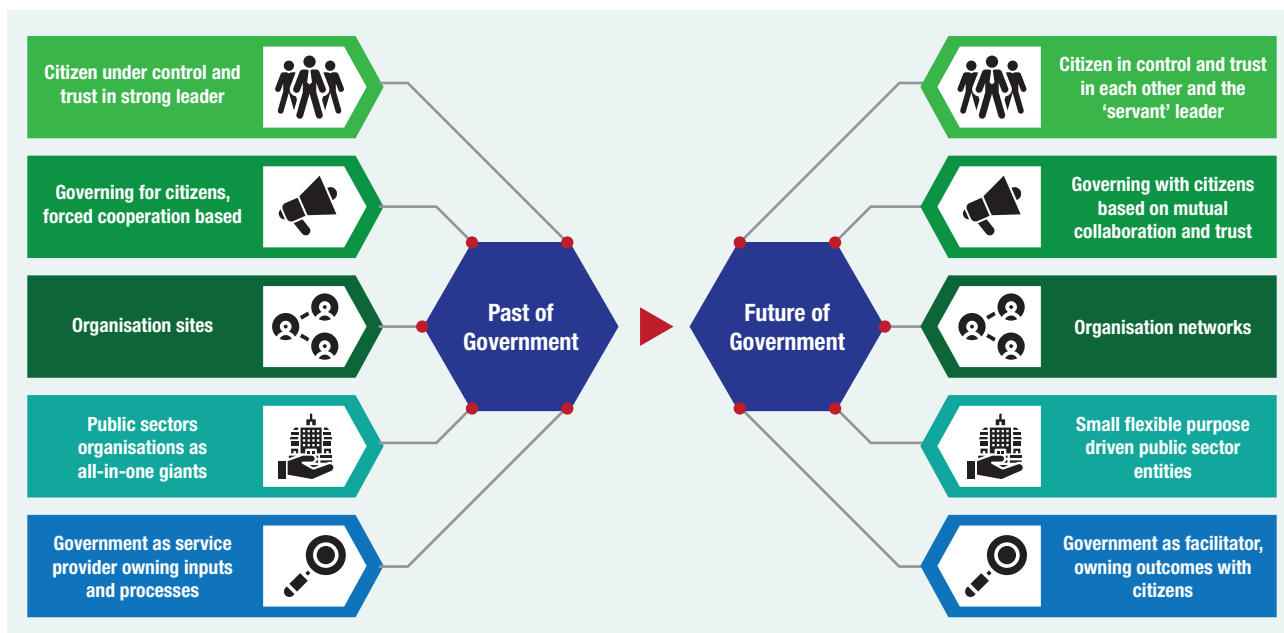 Citizen under control and
trust in strong leader
Governing for citizens,
forced cooperation based
Organisation sites
Public sectors
organisations as
all-in-one giants
Government as service
provider owning inputs
and processes
Past of
Government
Future of
Government
Citizen in control and trust
in each other and the
‘servant’ leader
Governing with citizens
based on mutual
collaboration and trust
Organisation networks
Small flexible purpose
driven public sector
entities
Government as facilitator,
owning outcomes with
citizens